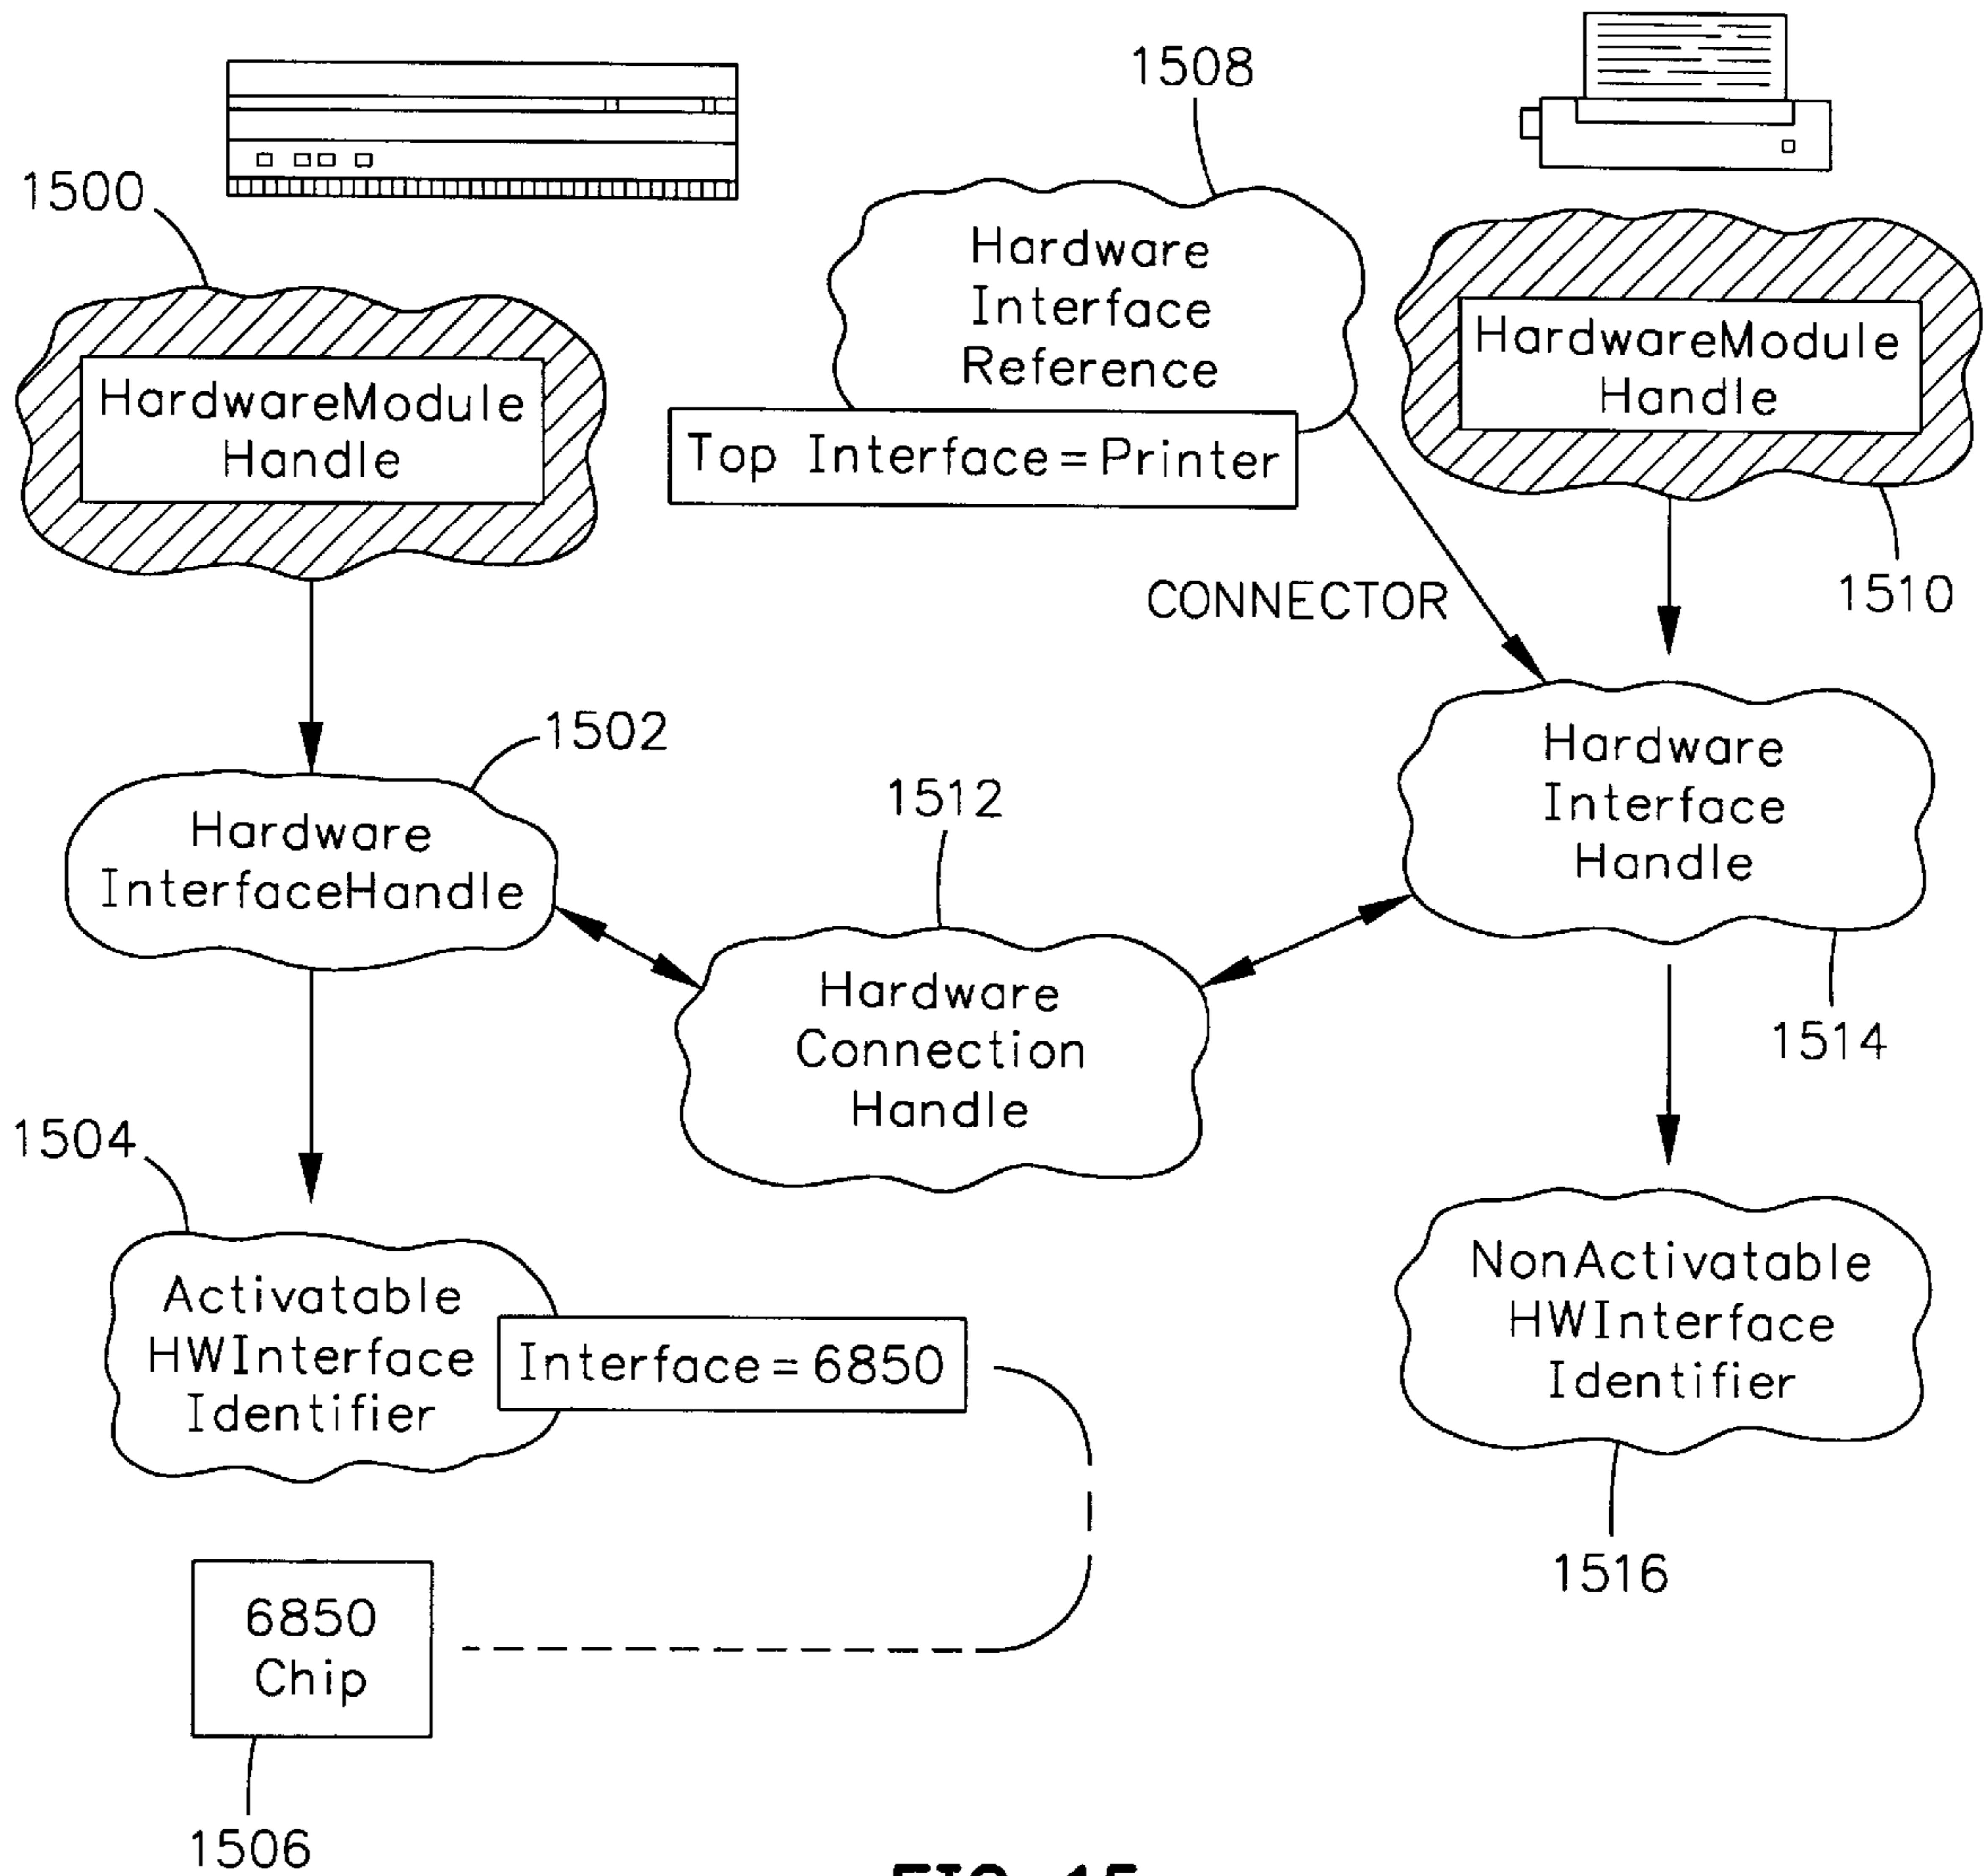 1508
1500
Hardware
Interface
Reference
HardwareModule
Handle
HardwareModule
Handle
Top Interface=Printer
CONNECTOR
1510
1502
Hardware
InterfaceHandle
1512
Hardware
Interface
Handle
Hardware
Connection
Handle
1514
1504
Activatable
HWInterface
Identifier
Interface=6850
NonActivatable
HWInterface
Identifier
1516
6850
Chip
1506
FIG. 15